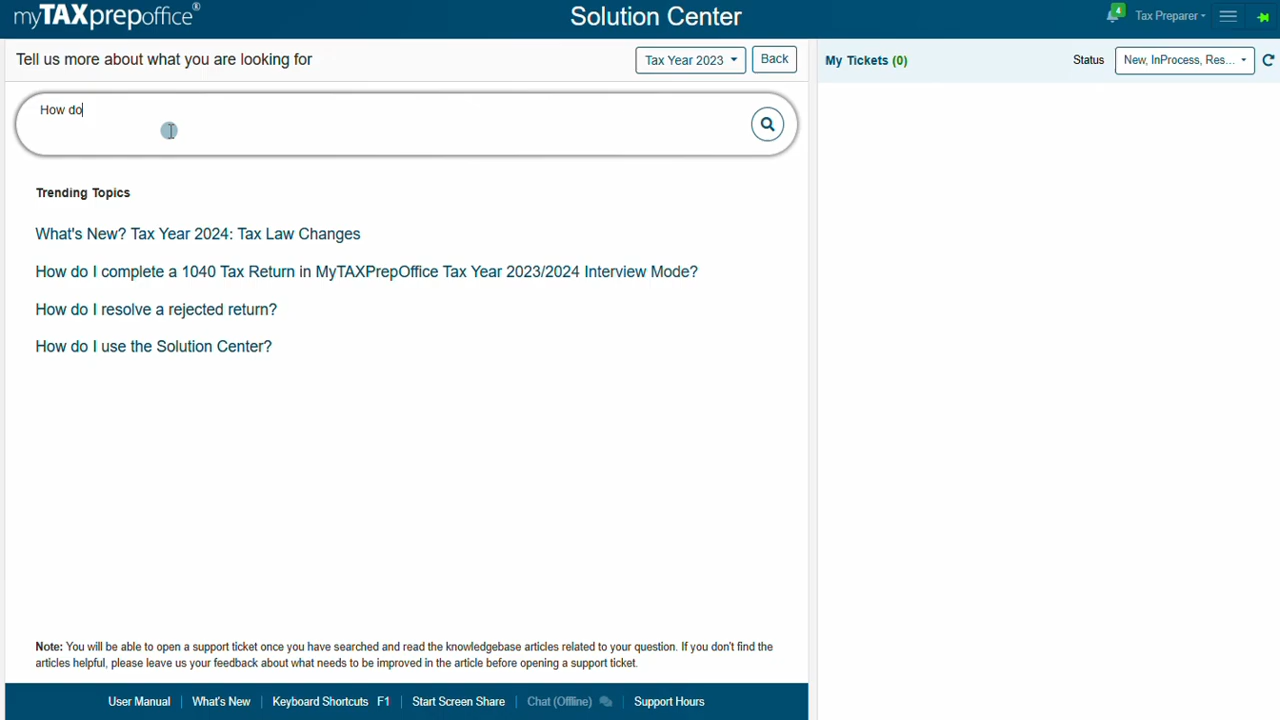 myTAXprepoffice®
Solution Center
4
Tax Preparer
Tell us more about what you are looking for
Tax Year 2023
Back
How do
Trending Topics
What's New? Tax Year 2024: Tax Law Changes
How do I complete a 1040 Tax Return in MyTAXPrepOffice Tax Year 2023/2024 Interview Mode?
How do I resolve a rejected return?
How do I use the Solution Center?
Note: You will be able to open a support ticket once you have searched and read the knowledgebase articles related to your question. If you don't find the
articles helpful, please leave us your feedback about what needs to be improved in the article before opening a support ticket.
User Manual | What's New | Keyboard Shortcuts F1 | Start Screen Share | Chat (Offline) | Support Hours
My Tickets (0)
Status
New, InProcess, Res...